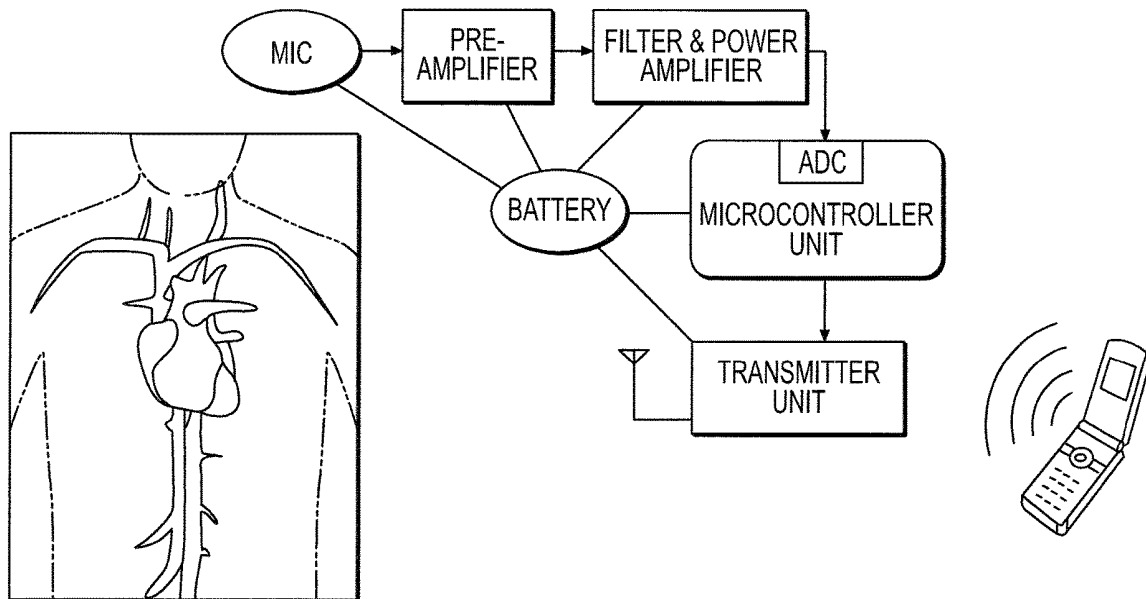 MIC
PRE-
AMPLIFIER
FILTER & POWER
AMPLIFIER
ADC
MICROCONTROLLER
UNIT
BATTERY
TRANSMITTER
UNIT